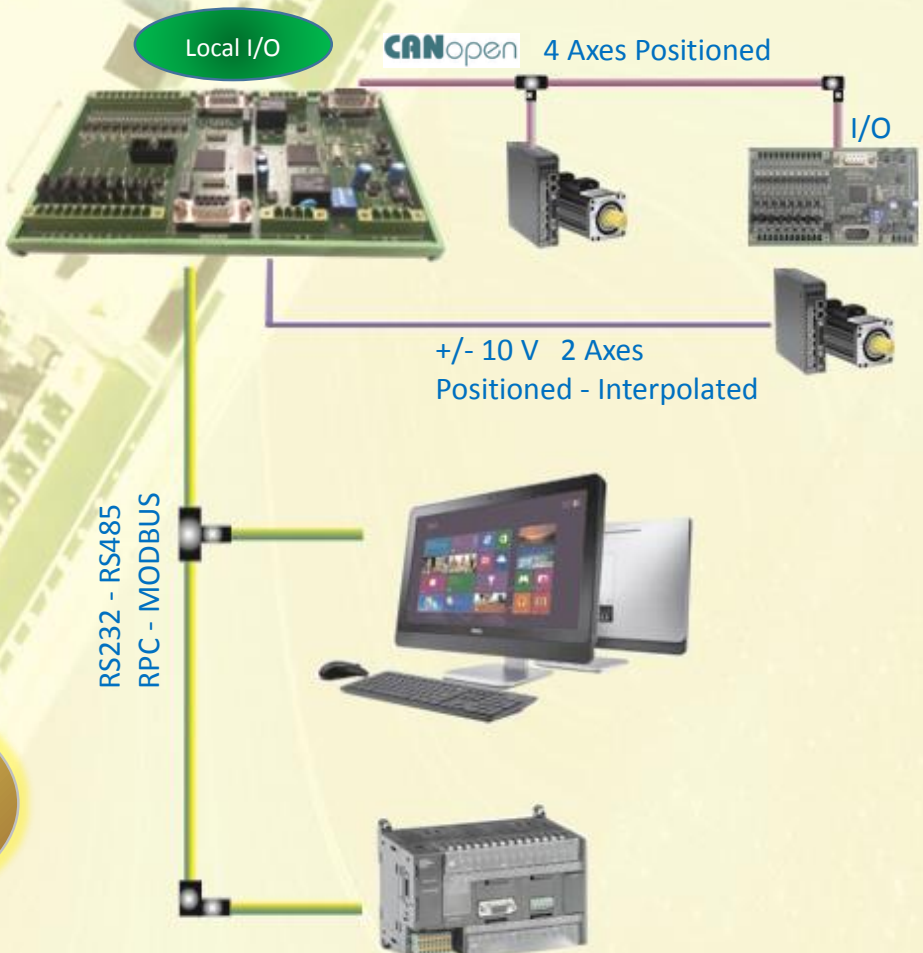 Local I/O
CANopen 4 Axes Positioned
I/O
+/- 10 V 2 Axes
Positioned - Interpolated
RS232 - RS485
RPC - MODBUS